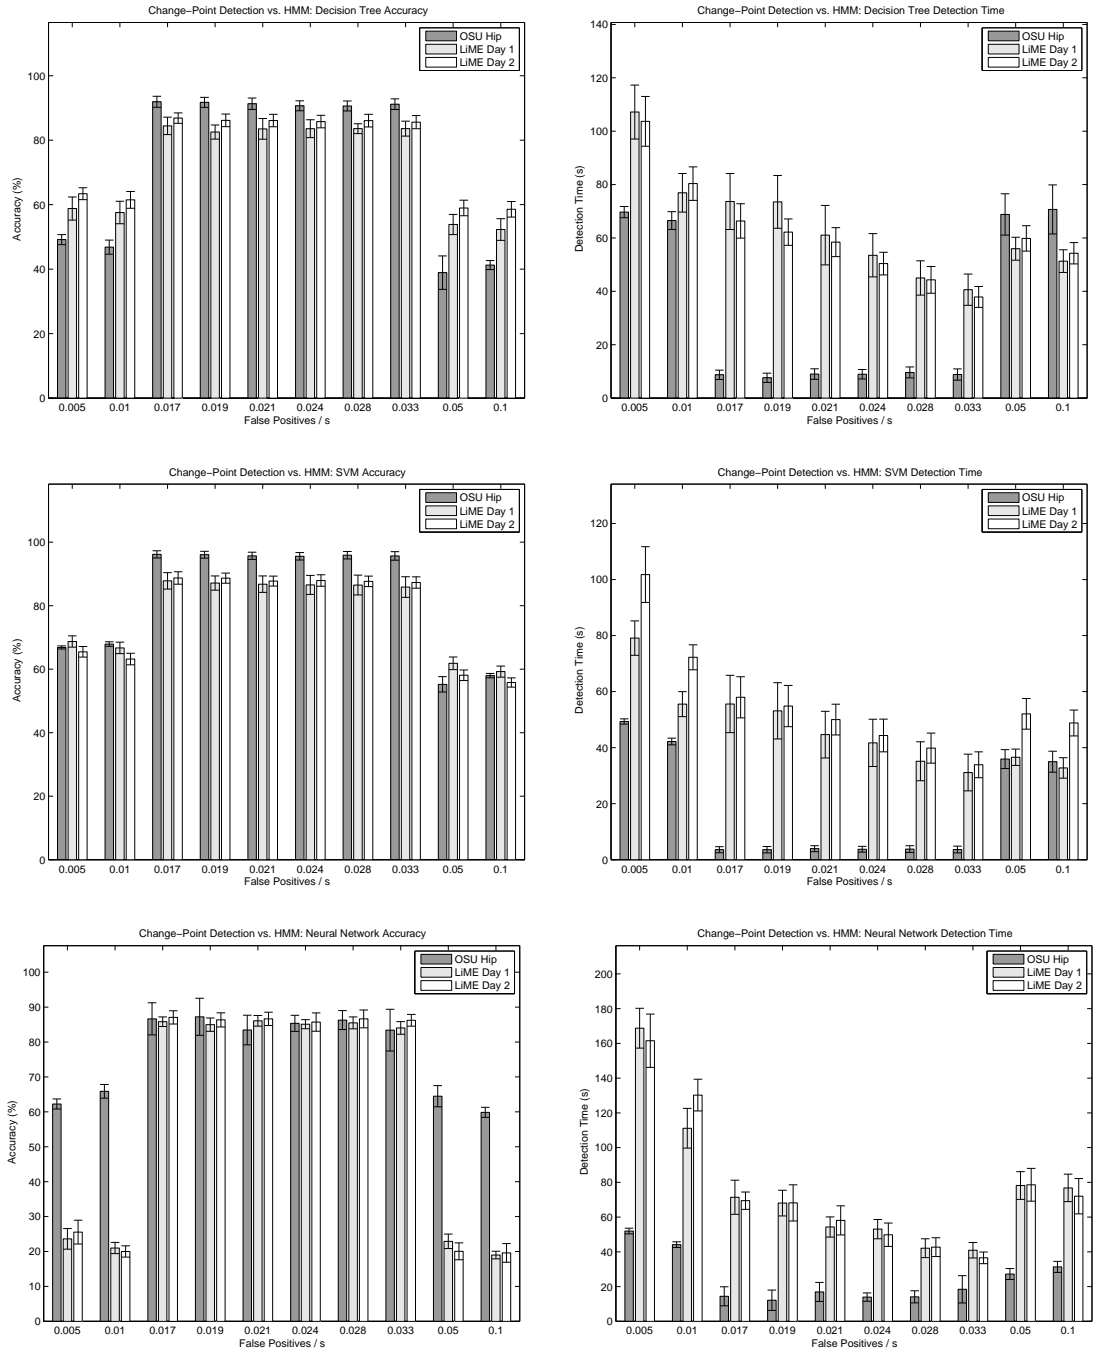 Change−Point Detection vs. HMM: Decision Tree Accuracy
OSU Hip
LiME Day 1
LiME Day 2
Accuracy (%)
100
80
60
40
20
0
0.005 0.01 0.017 0.019 0.021 0.024 0.028 0.033 0.05 0.1
False Positives / s
Change−Point Detection vs. HMM: Decision Tree Detection Time
OSU Hip
LiME Day 1
LiME Day 2
Detection Time (s)
140
120
100
80
60
40
20
0
0.005 0.01 0.017 0.019 0.021 0.024 0.028 0.033 0.05 0.1
False Positives / s
Change−Point Detection vs. HMM: SVM Accuracy
OSU Hip
LiME Day 1
LiME Day 2
Accuracy (%)
100
80
60
40
20
0
0.005 0.01 0.017 0.019 0.021 0.024 0.028 0.033 0.05 0.1
False Positives / s
Change−Point Detection vs. HMM: SVM Detection Time
OSU Hip
LiME Day 1
LiME Day 2
Detection Time (s)
120
100
80
60
40
20
0
0.005 0.01 0.017 0.019 0.021 0.024 0.028 0.033 0.05 0.1
False Positives / s
Change−Point Detection vs. HMM: Neural Network Accuracy
OSU Hip
LiME Day 1
LiME Day 2
Accuracy (%)
100
90
80
70
60
50
40
30
20
10
0
0.005 0.01 0.017 0.019 0.021 0.024 0.028 0.033 0.05 0.1
False Positives / s
Change−Point Detection vs. HMM: Neural Network Detection Time
OSU Hip
LiME Day 1
LiME Day 2
Detection Time (s)
200
180
160
140
120
100
80
60
40
20
0
0.005 0.01 0.017 0.019 0.021 0.024 0.028 0.033 0.05 0.1
False Positives / s